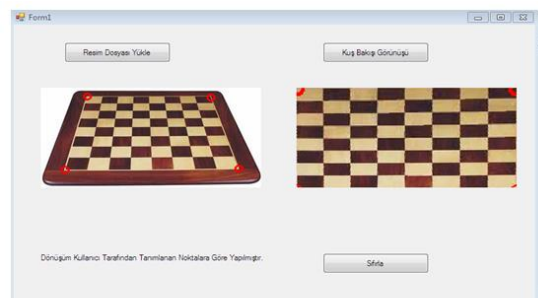 Form1
Resim Dosyası Yükle
Kuş Bakışı Görünüşü
Dönüşüm Kullanıcı Tarafından Tanımlanan Noktalara Göre Yapılmıştır.
Sıfırla